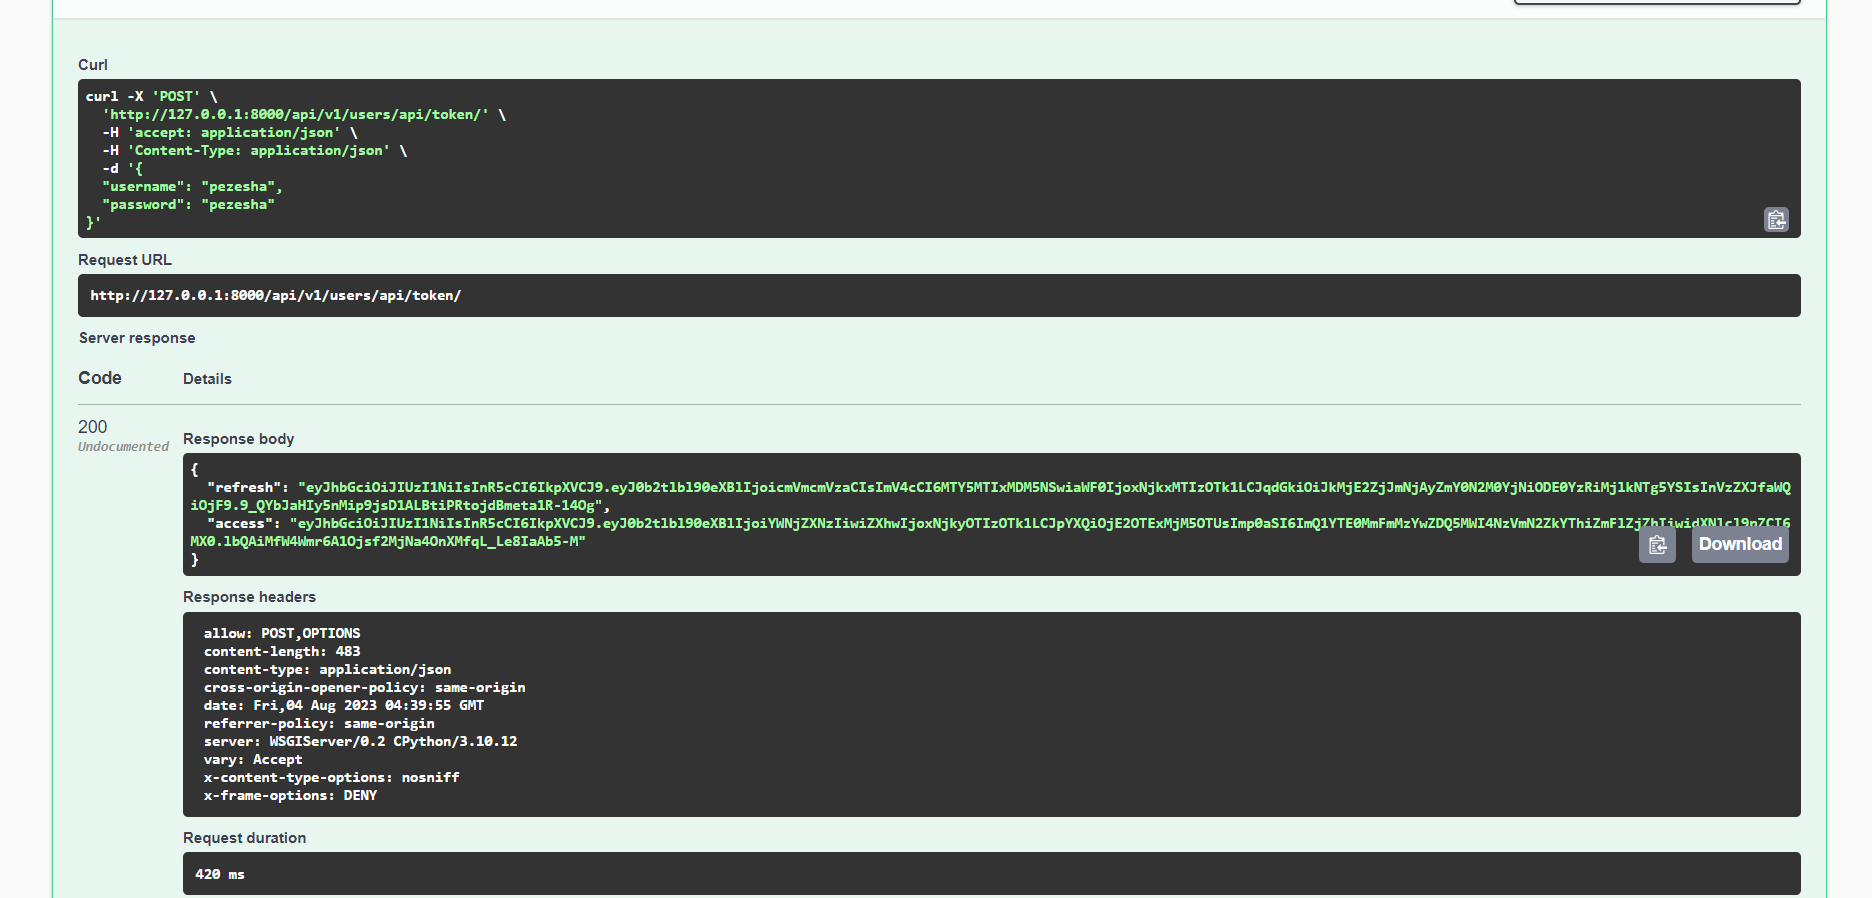 Curl
curl -X 'POST' \
'http://127.0.0.1:8000/api/v1/users/api/token/' \
-H 'accept: application/json' \
-H 'Content-Type: application/json' \
-d '{
"username": "pezesha",
"password": "pezesha"
}'
Request URL
http://127.0.0.1:8000/api/v1/users/api/token/
Server response
Code Details
200
Undocumented
Response body
{
"refresh": "eyJhbGciOiJIUzI1NiIsInR5cCI6IkpXVCJ9.eyJ0b2tlbl90eXBlIjoicmVmcmVzaCIsImV4cCI6MTY5MTIxMDM5NSwiaWF0IjoxNjkxMTIzOTk1LCJqdGkiOiJkMjE2ZjJmNjAyZmY0N2M0YjNiODE0YzRiMjlkNTg5YSIsInVzZXJfaWQ
iOjF9.9_QYbJaHIy5nMip9jsD1ALBtiPRtojdBmeta1R-14Og",
"access":
MX0.lbQAiMfW4Wmr6A1Ojsf2MjNa4OnXMfqL_Le8IaAb5-M"
Download
}
Response headers
allow: POST,OPTIONS
content-length: 483
content-type: application/json
cross-origin-opener-policy: same-origin
date: Fri,04 Aug 2023 04:39:55 GMT
referrer-policy: same-origin
server: WSGIServer/0.2 CPython/3.10.12
vary: Accept
x-content-type-options: nosniff
x-frame-options: DENY
Request duration
420 ms